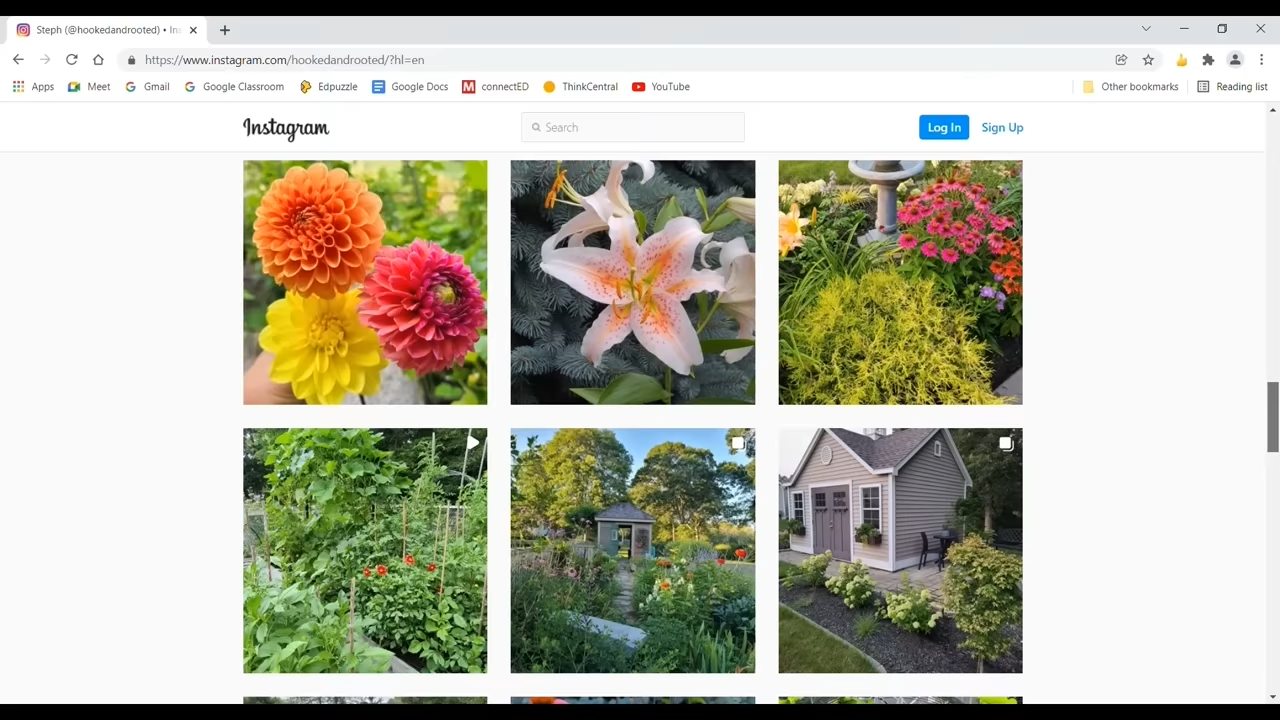 Steph (@hookedandrooted) • In
https://www.instagram.com/hookedandrooted/?hl=en
Apps Meet Gmail Google Classroom Edpuzzle Google Docs connectED ThinkCentral YouTube Other bookmarks Reading list
Instagram Search Log In Sign Up